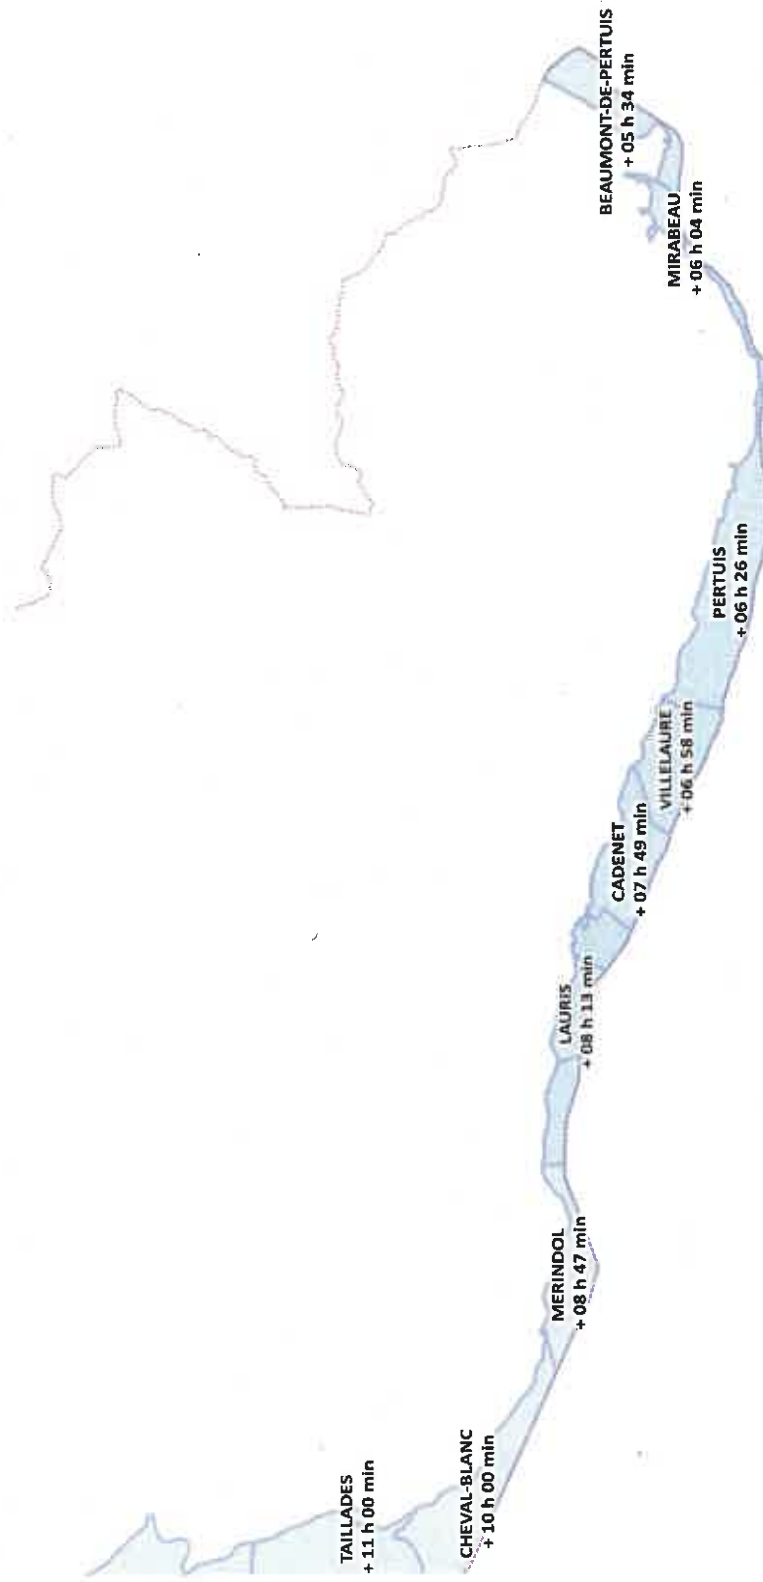 BEAUMONT-DE-PERTUIS
+ 05 h 34 min
MIRABEAU
+ 06 h 04 min
PERTUIS
+ 06 h 26 min
VILLELAURE
+ 06 h 58 min
CADENET
+ 07 h 49 min
LAURIS
+ 08 h 13 min
MERINDOL
+ 08 h 47 min
CHEVAL-BLANC
+ 10 h 00 min
TAILLADES
+ 11 h 00 min